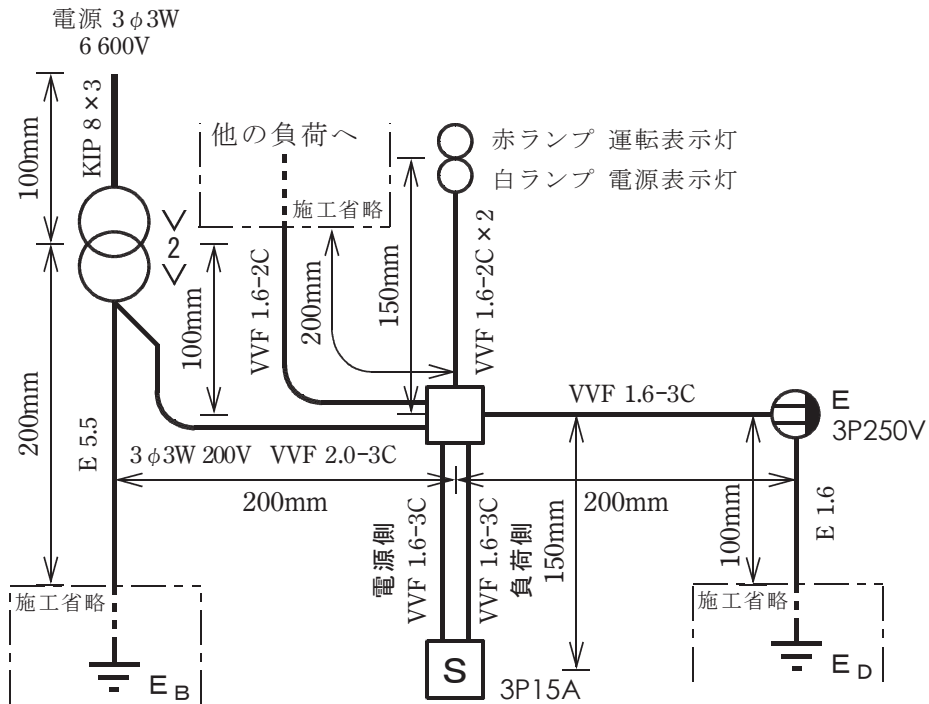 電源 3φ3W
6 600V
KIP 8×3
100mm
2
200mm
E 5.5
施工省略
EB
他の負荷へ
施工省略
100mm
VVF 1.6-2C
200mm
150mm
VVF 1.6-2C×2
赤ランプ 運転表示灯
白ランプ 電源表示灯
3φ3W 200V VVF 2.0-3C
200mm
VVF 1.6-3C
E
3P250V
200mm
電源側
VVF 1.6-3C
VVF 1.6-3C
負荷側
150mm
100mm
E 1.6
S
3P15A
施工省略
ED